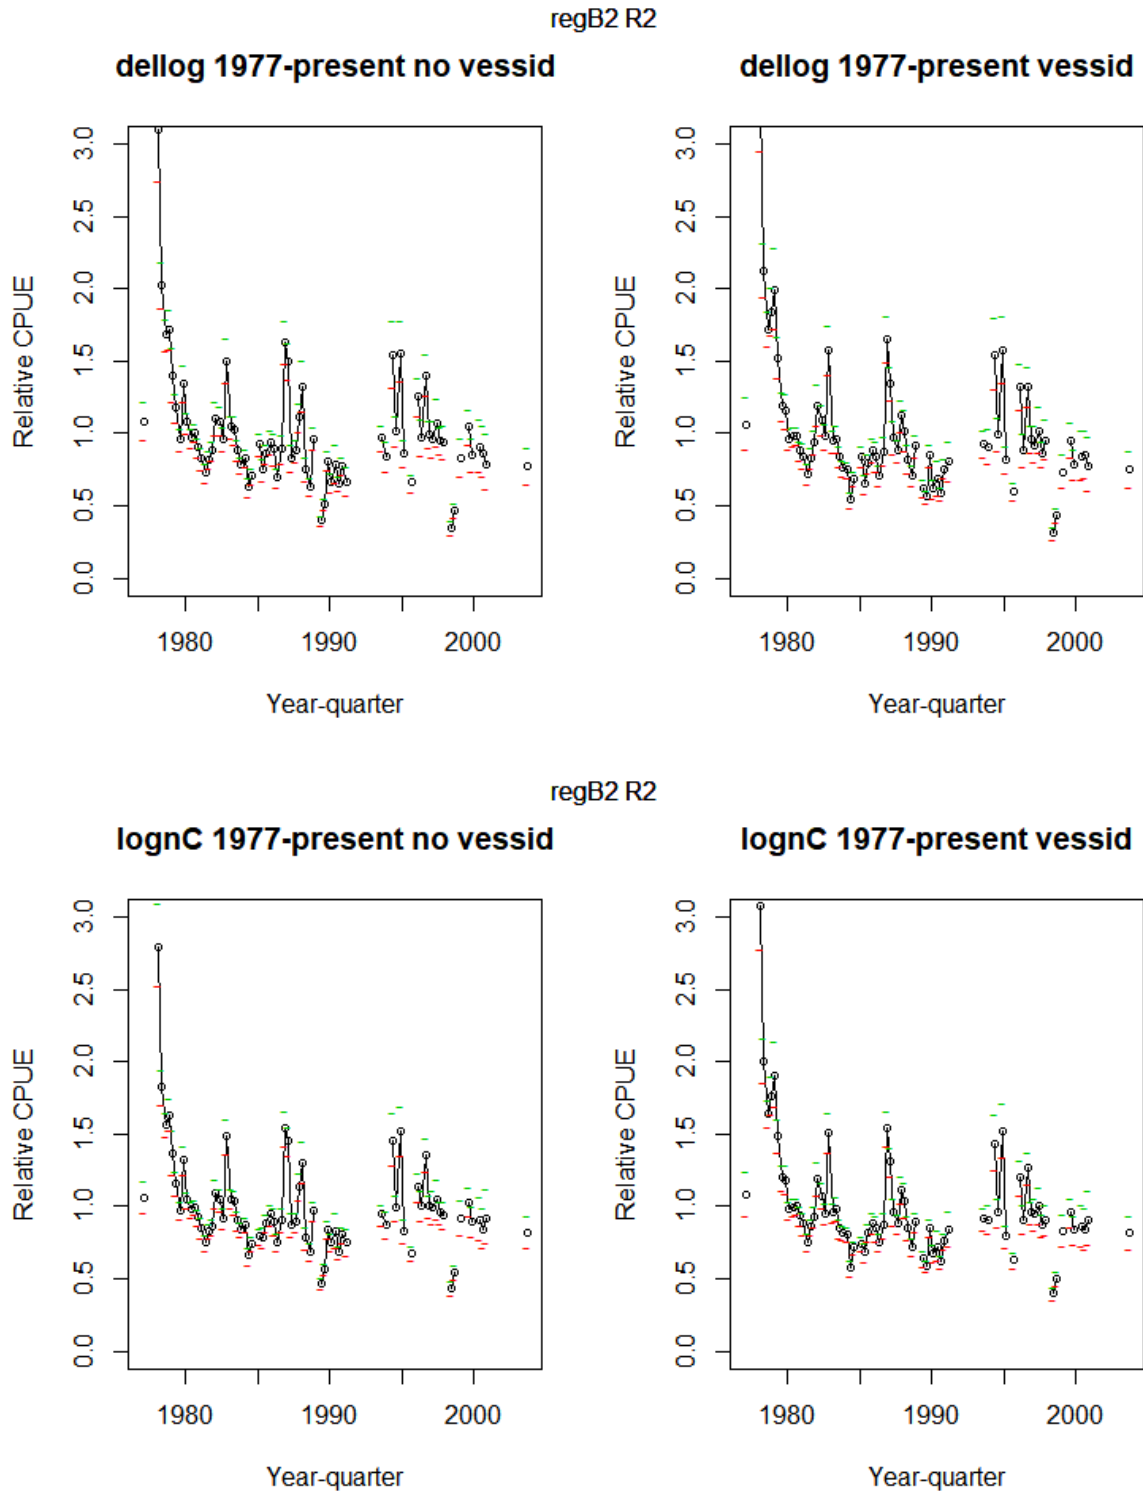 regB2 R2
dellog 1977-present no vessid
dellog 1977-present vessid
Relative CPUE
3.0
2.5
2.0
1.5
1.0
0.5
0.0
1980 1990 2000
Year-quarter
Relative CPUE
3.0
2.5
2.0
1.5
1.0
0.5
0.0
1980 1990 2000
Year-quarter
regB2 R2
lognC 1977-present no vessid
lognC 1977-present vessid
Relative CPUE
3.0
2.5
2.0
1.5
1.0
0.5
0.0
1980 1990 2000
Year-quarter
Relative CPUE
3.0
2.5
2.0
1.5
1.0
0.5
0.0
1980 1990 2000
Year-quarter